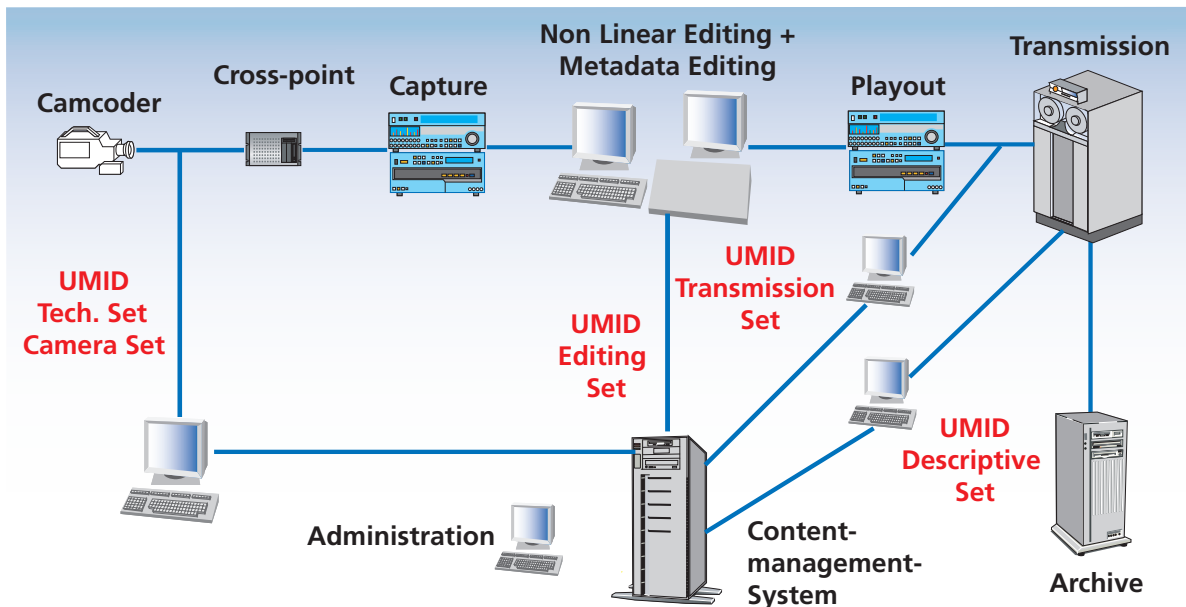 Non Linear Editing +
Metadata Editing
Transmission
Cross-point
Capture
Playout
Camcoder
UMID
Tech. Set
Camera Set
UMID
Transmission
Set
UMID
Editing
Set
UMID
Descriptive
Set
Administration
Content-
management-
System
Archive